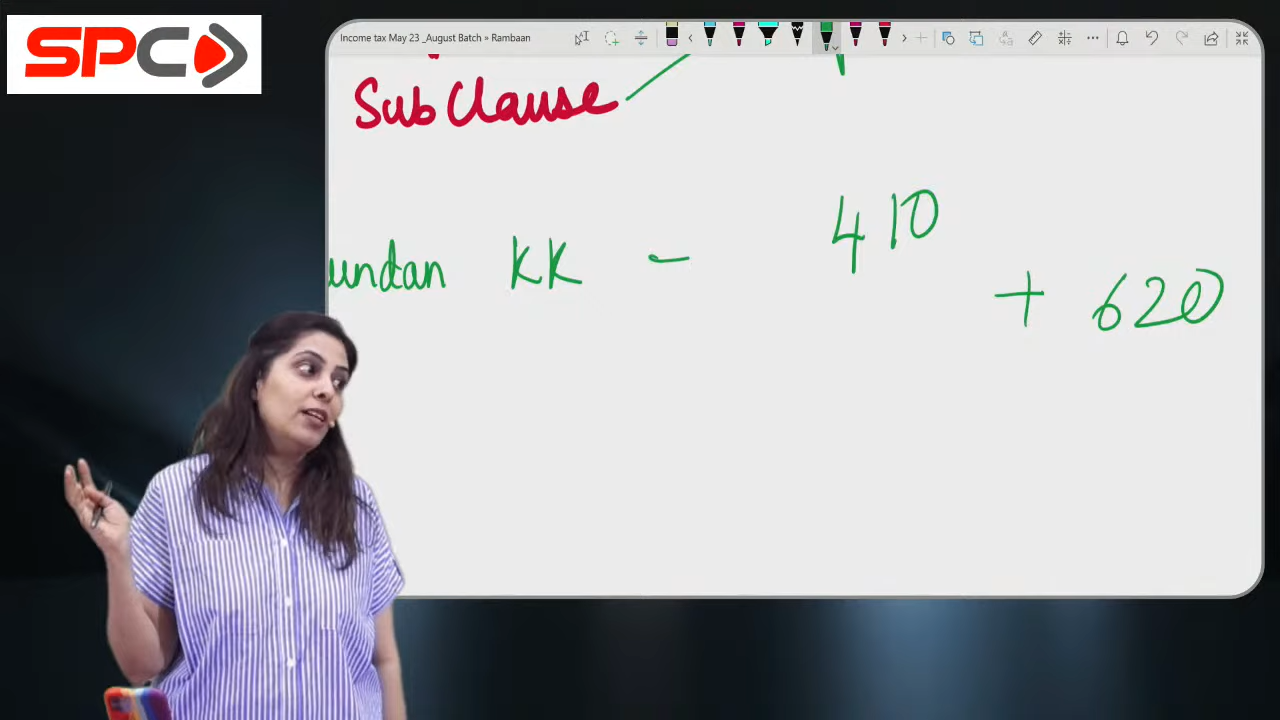 SPC
Income tax May 23 _August Batch » Rambaan
Sub Clause
undan KK - 410
+ 620